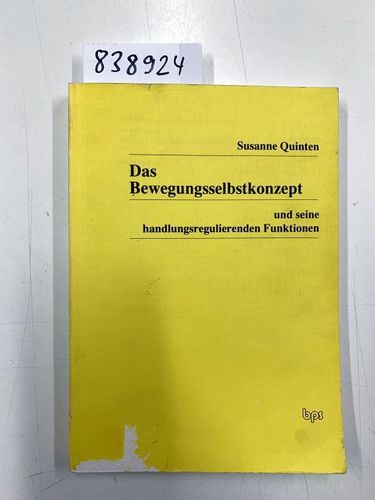 838924
Susanne Quinten
Das
Bewegungsselbstkonzept
und seine
handlungsregulierenden Funktionen
bps